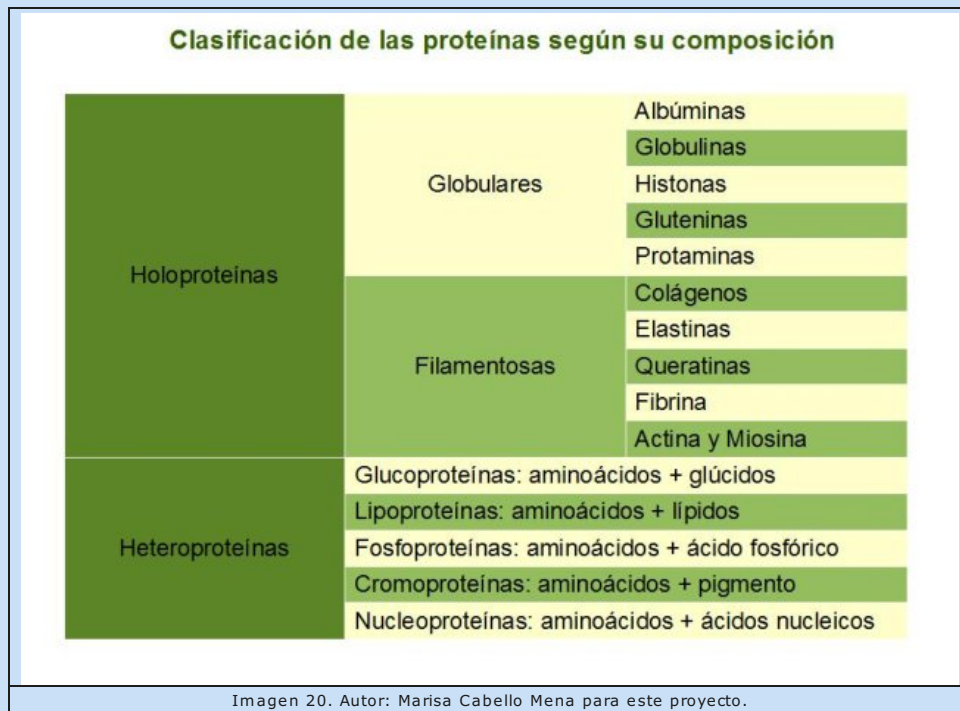 Clasificación de las proteínas según su composición
Holoproteínas
Globulares
Albúminas
Globulinas
Histonas
Gluteninas
Protaminas
Filamentosas
Colágenos
Elastinas
Queratinas
Fibrina
Actina y Miosina
Heteroproteínas
Glucoproteínas: aminoácidos + glúcidos
Lipoproteínas: aminoácidos + lípidos
Fosfoproteínas: aminoácidos + ácido fosfórico
Cromoproteínas: aminoácidos + pigmento
Nucleoproteínas: aminoácidos + ácidos nucleicos
Imagen 20. Autor: Marisa Cabello Mena para este proyecto.